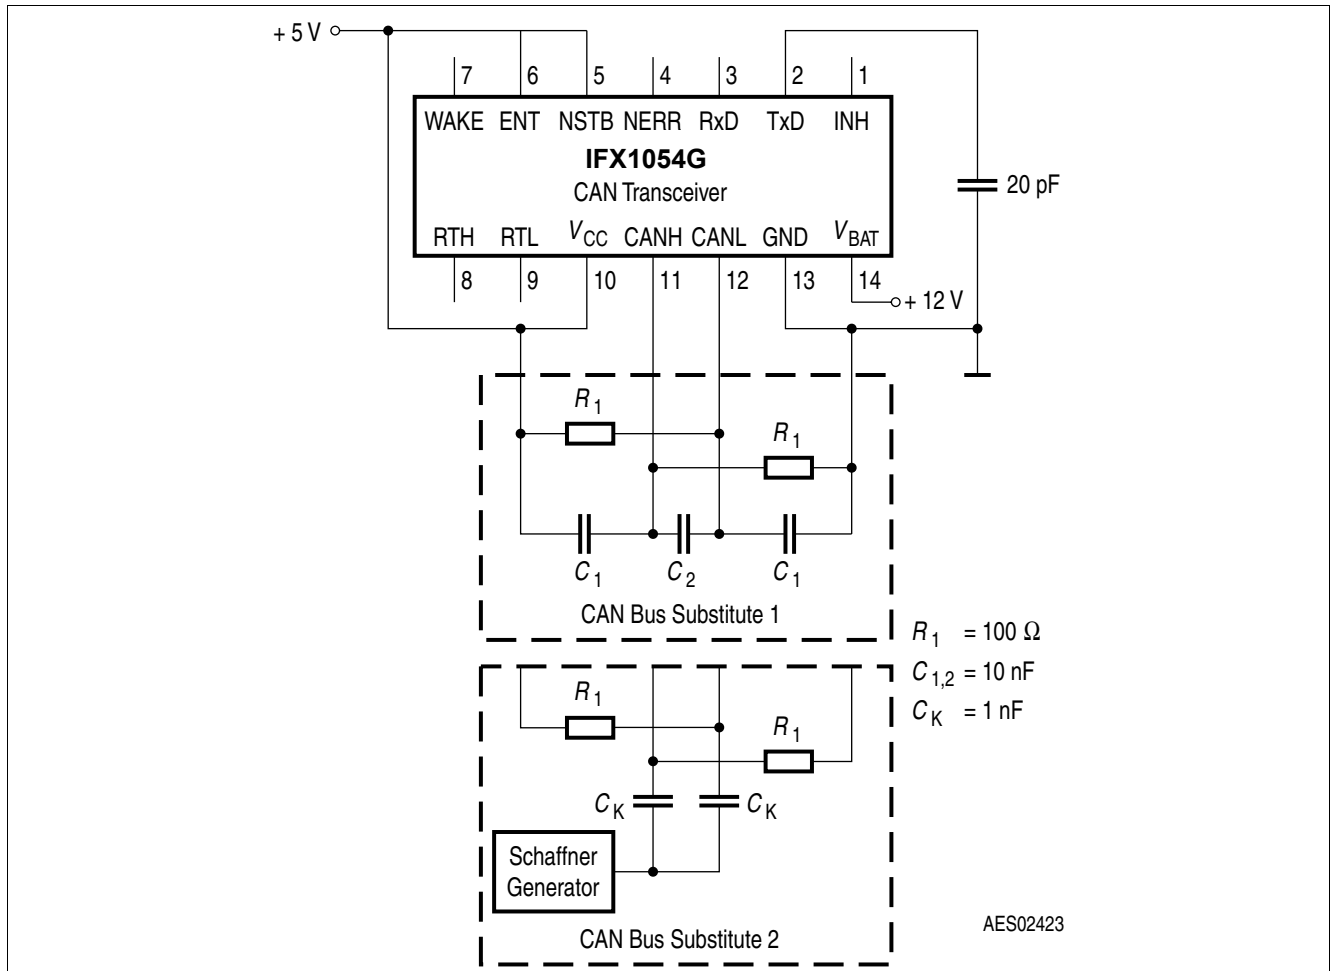 + 5 V
7 6 5 4 3 2 1
WAKE ENT NSTB NERR RxD TxD INH
IFX1054G
CAN Transceiver
20 pF
RTH RTL VCC CANH CANL GND VBAT
8 9 10 11 12 13 14
+ 12 V
R1
R1
C1 C2 C1
CAN Bus Substitute 1
R1 = 100 Ω
C1,2 = 10 nF
CK = 1 nF
R1
R1
CK CK
Schaffner
Generator
CAN Bus Substitute 2
AES02423